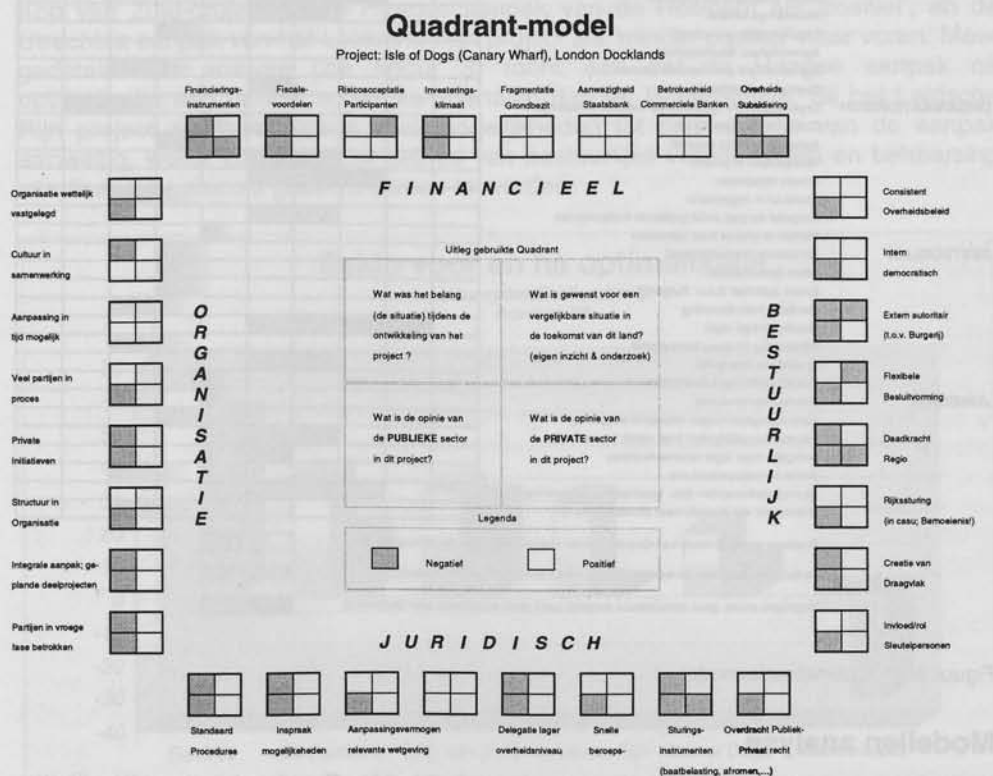 Quadrant-model
Project: Isle of Dogs (Canary Wharf), London Docklands
Financierings-
instrumenten
Fiscale-
voordelen
Risicoacceptatie
Participanten
Investerings-
klimaat
Fragmentatie
Grondbezit
Aanwezigheid
Staatsbank
Betrokenheid
Commerciele Banken
Overheids
Subsidiering
FINANCIEEL
Organisatie wettelijk
vastgelegd
Cultuur in
samenwerking
Aanpassing in
tijd mogelijk
Veel partijen in
proces
Private
Initiatieven
Structuur in
Organisatie
Integrale aanpak; ge-
plande deelprojecten
Partijen in vroege
fase betrokken
ORGANISATIE
Uitleg gebruikte Quadrant
Wat was het belang
(de situatie) tijdens de
ontwikkeling van het
project ?
Wat is gewenst voor een
vergelijkbare situatie in
de toekomst van dit land?
(eigen inzicht & onderzoek)
Wat is de opinie van
de PUBLIEKE sector
in dit project?
Wat is de opinie van
de PRIVATE sector
in dit project?
Legenda
Negatief
Positief
BESTUURLIJK
Consistent
Overheidsbeleid
Intern
democratisch
Extern autoritair
(t.o.v. Burgerij)
Flexibele
Besluitvorming
Daadkracht
Regio
Rijkssturing
(in casu; Bemoeienis!)
Creatie van
Draagvlak
Invloed/rol
Sleutelpersonen
JURIDISCH
Standaard
Procedures
Inspraak
mogelijkeheden
Aanpassingsvermogen
relevante wetgeving
Delegatie lager
overheidsniveau
Snelle
beroeps-
Sturings-
instrumenten
(baatbelasting, afromen,...)
Overdracht Publiek-
Privaat recht